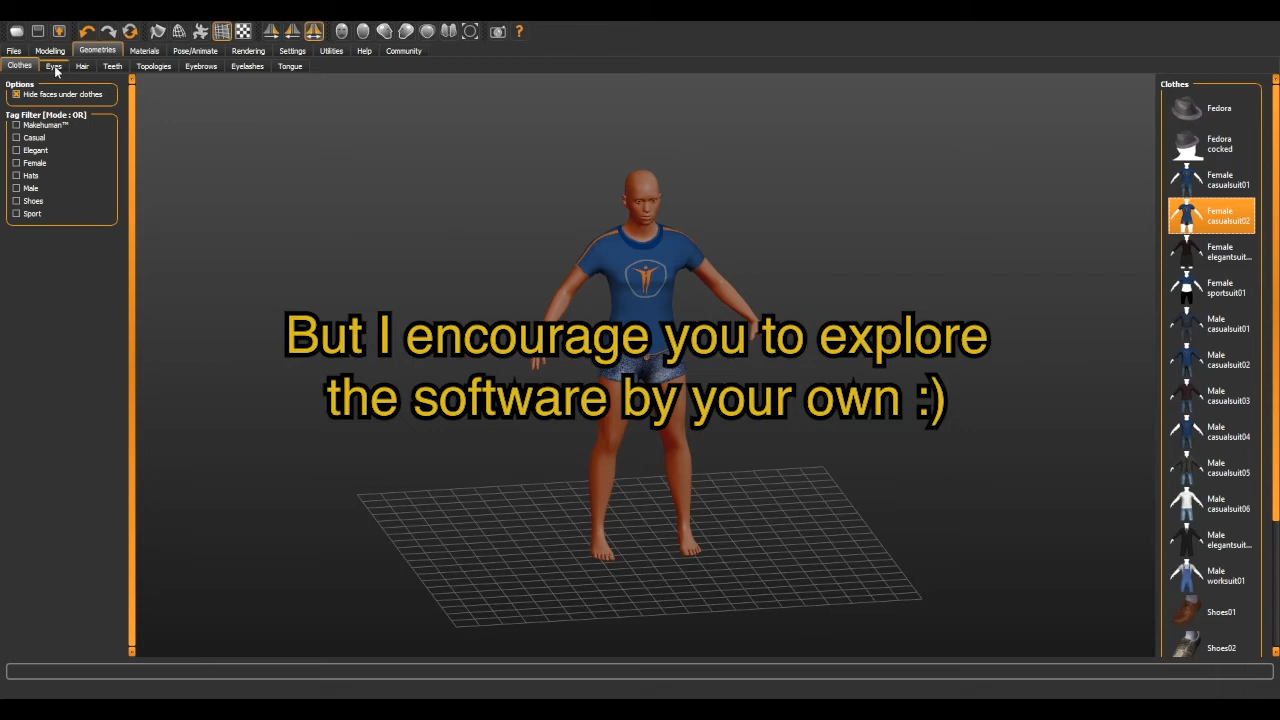 ?
Files Modelling Geometries Materials Pose/Animate Rendering Settings Utilities Help Community
Clothes Eyes Hair Teeth Topologies Eyebrows Eyelashes Tongue
Options
Hide faces under clothes
Tag Filter [Mode : OR]
Makehuman™
Casual
Elegant
Female
Hats
Male
Shoes
Sport
But I encourage you to explore
the software by your own :)
Clothes
Fedora
Fedora
cocked
Female
casualsuit01
Female
casualsuit02
Female
elegantsuit...
Female
sportsuit01
Male
casualsuit01
Male
casualsuit02
Male
casualsuit03
Male
casualsuit04
Male
casualsuit05
Male
casualsuit06
Male
elegantsuit...
Male
worksuit01
Shoes01
Shoes02